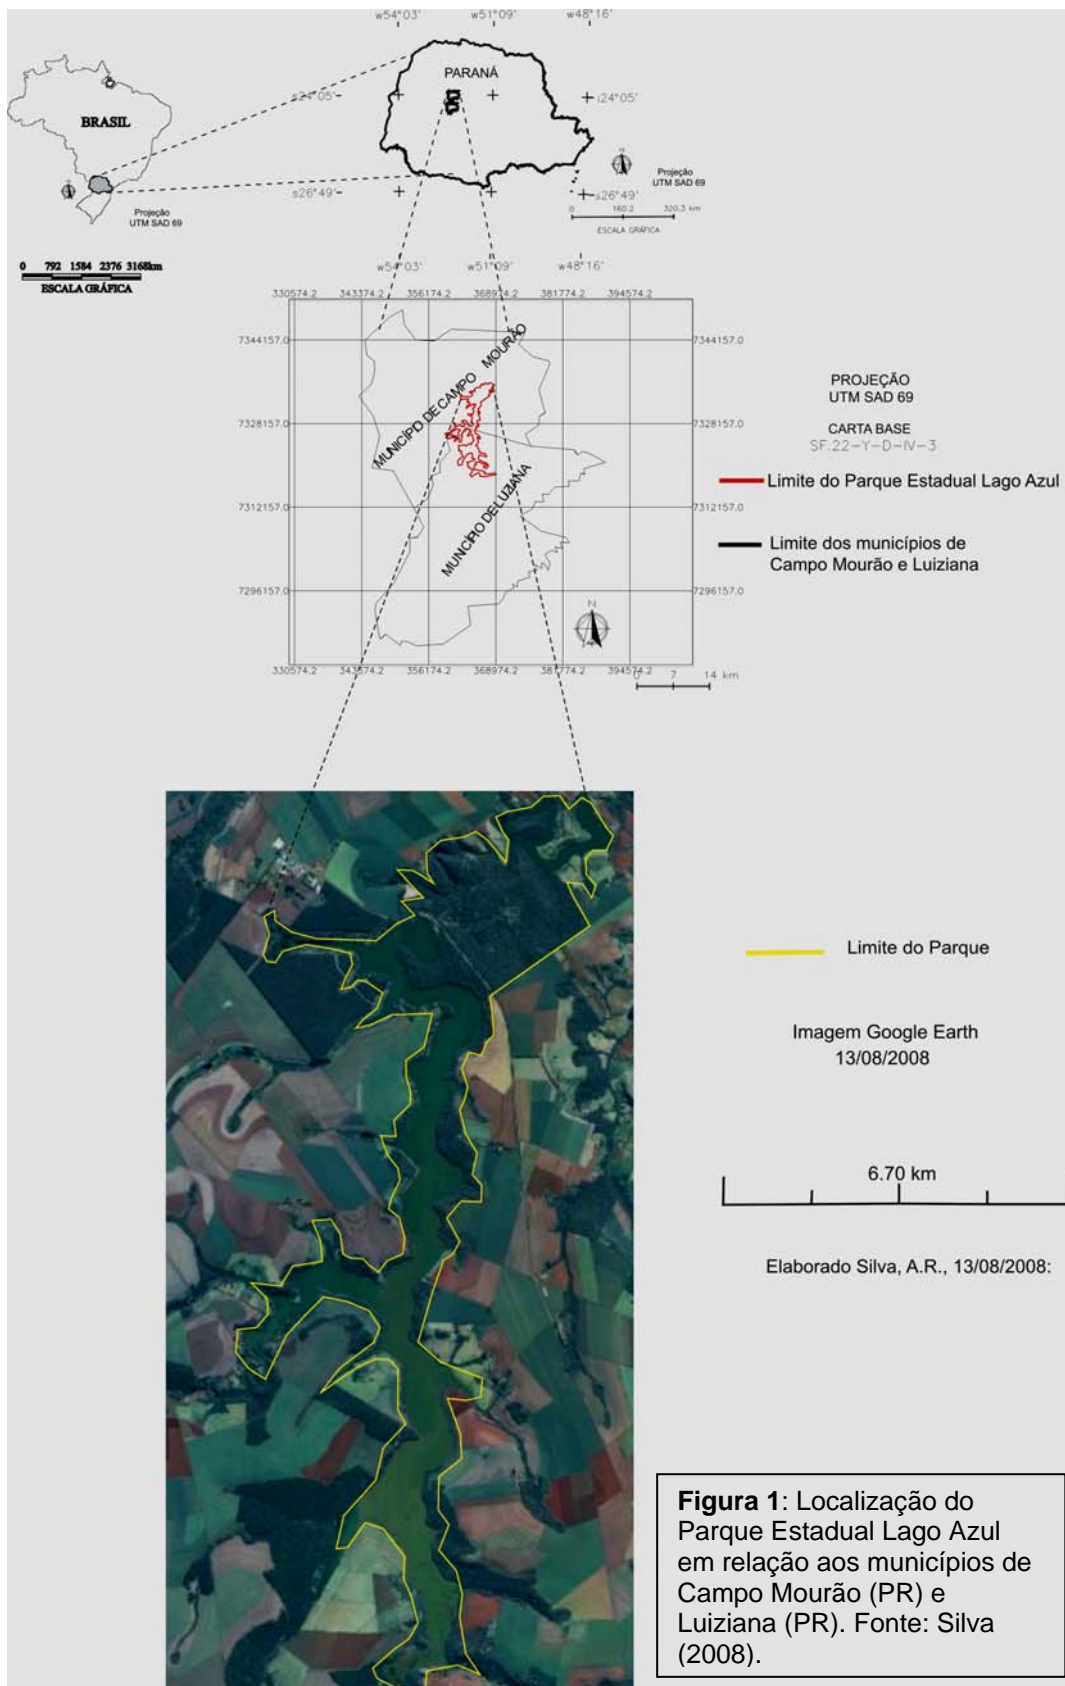 w54°03' w51°09' w48°16'
PARANÁ
s24°05' s24°05'
BRASIL
Projeção
UTM SAD 69
s26°49' s26°49'
Projeção
UTM SAD 69
0 160.2 320.3 km
ESCALA GRÁFICA
0 792 1584 2376 3168km
ESCALA GRÁFICA
w54°03' w51°09' w48°16'
330574.2 343374.2 356174.2 368974.2 381774.2 394574.2
7344157.0 7344157.0
7328157.0 7328157.0
7312157.0 7312157.0
7296157.0 7296157.0
MUNICÍPIO DE CAMPO MOURÃO
MUNCÍPIO DE LUZIANA
N
330574.2 343374.2 356174.2 368974.2 381774.2 394574.2
0 7 14 km
PROJEÇÃO
UTM SAD 69
CARTA BASE
SF.22-Y-D-IV-3
Limite do Parque Estadual Lago Azul
Limite dos municípios de
Campo Mourão e Luiziana
Limite do Parque
Imagem Google Earth
13/08/2008
6.70 km
Elaborado Silva, A.R., 13/08/2008:
Figura 1: Localização do
Parque Estadual Lago Azul
em relação aos municípios de
Campo Mourão (PR) e
Luiziana (PR). Fonte: Silva
(2008).